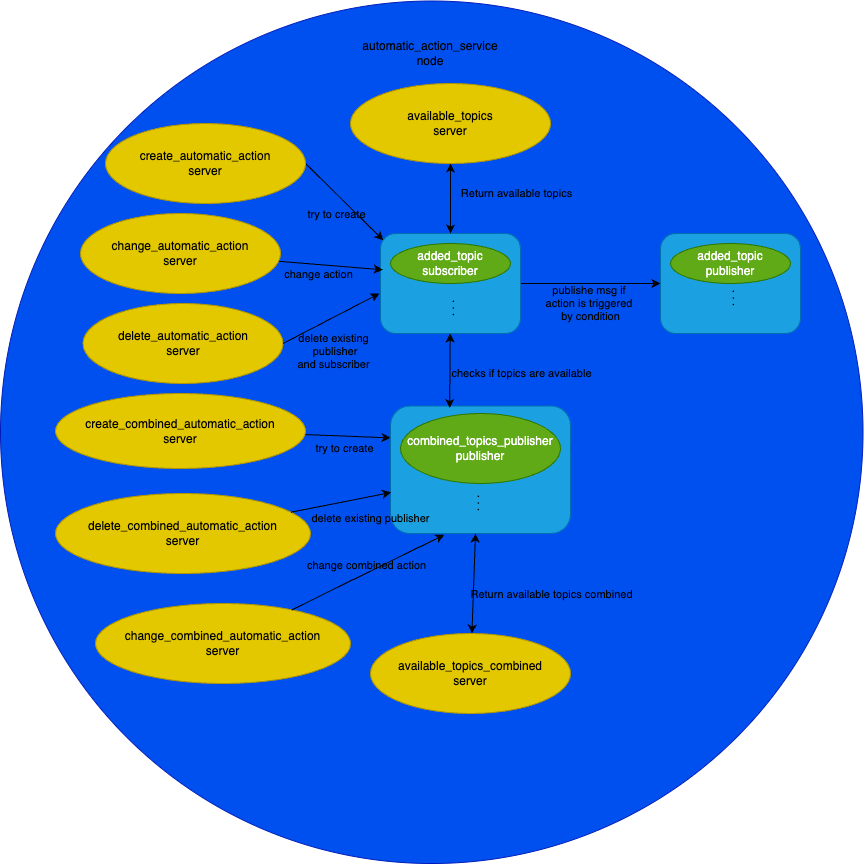 automatic_action_service
node
available_topics
server
create_automatic_action
server
Return available topics
try to create
change_automatic_action
server
change action
added_topic
subscriber
.
.
.
added_topic
publisher
.
.
.
publishe msg if
action is triggered
by condition
delete_automatic_action
server
delete existing
publisher
and subscriber
checks if topics are available
create_combined_automatic_action
server
try to create
combined_topics_publisher
publisher
.
.
.
delete_combined_automatic_action
server
delete existing publisher
change combined action
Return available topics combined
change_combined_automatic_action
server
available_topics_combined
server